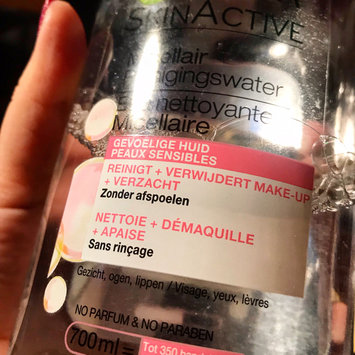 SKINACTIVE
Micellair
Reinigingswater
Eau nettoyante
Micellaire
GEVOELIGE HUID
PEAUX SENSIBLES
REINIGT + VERWIJDERT MAKE-UP
+ VERZACHT
Zonder afspoelen
NETTOIE + DÉMAQUILLE
+ APAISE
Sans rinçage
Gezicht, ogen, lippen / Visage, yeux, lèvres
NO PARFUM & NO PARABEN
700ml=
Tot 350